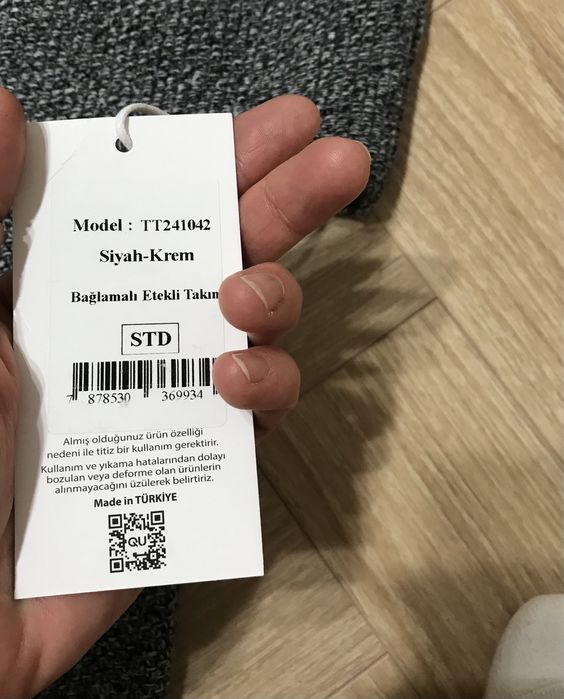 Model : TT241042
Siyah-Krem
Bağlamalı Etekli
STD
7 878530 369934
Almış olduğunuz ürün özelliği
nedeni ile titiz bir kullanım gerektirir.
Kullanım ve yıkama hatalarından dolayı
bozulan veya deforme olan ürünlerin
alınmayacağını üzülerek belirtiriz.
Made in TÜRKİYE
QU